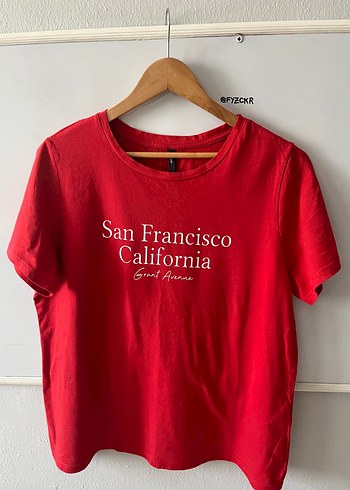 @FYZCKR
San Francisco
California
Grant Avenue